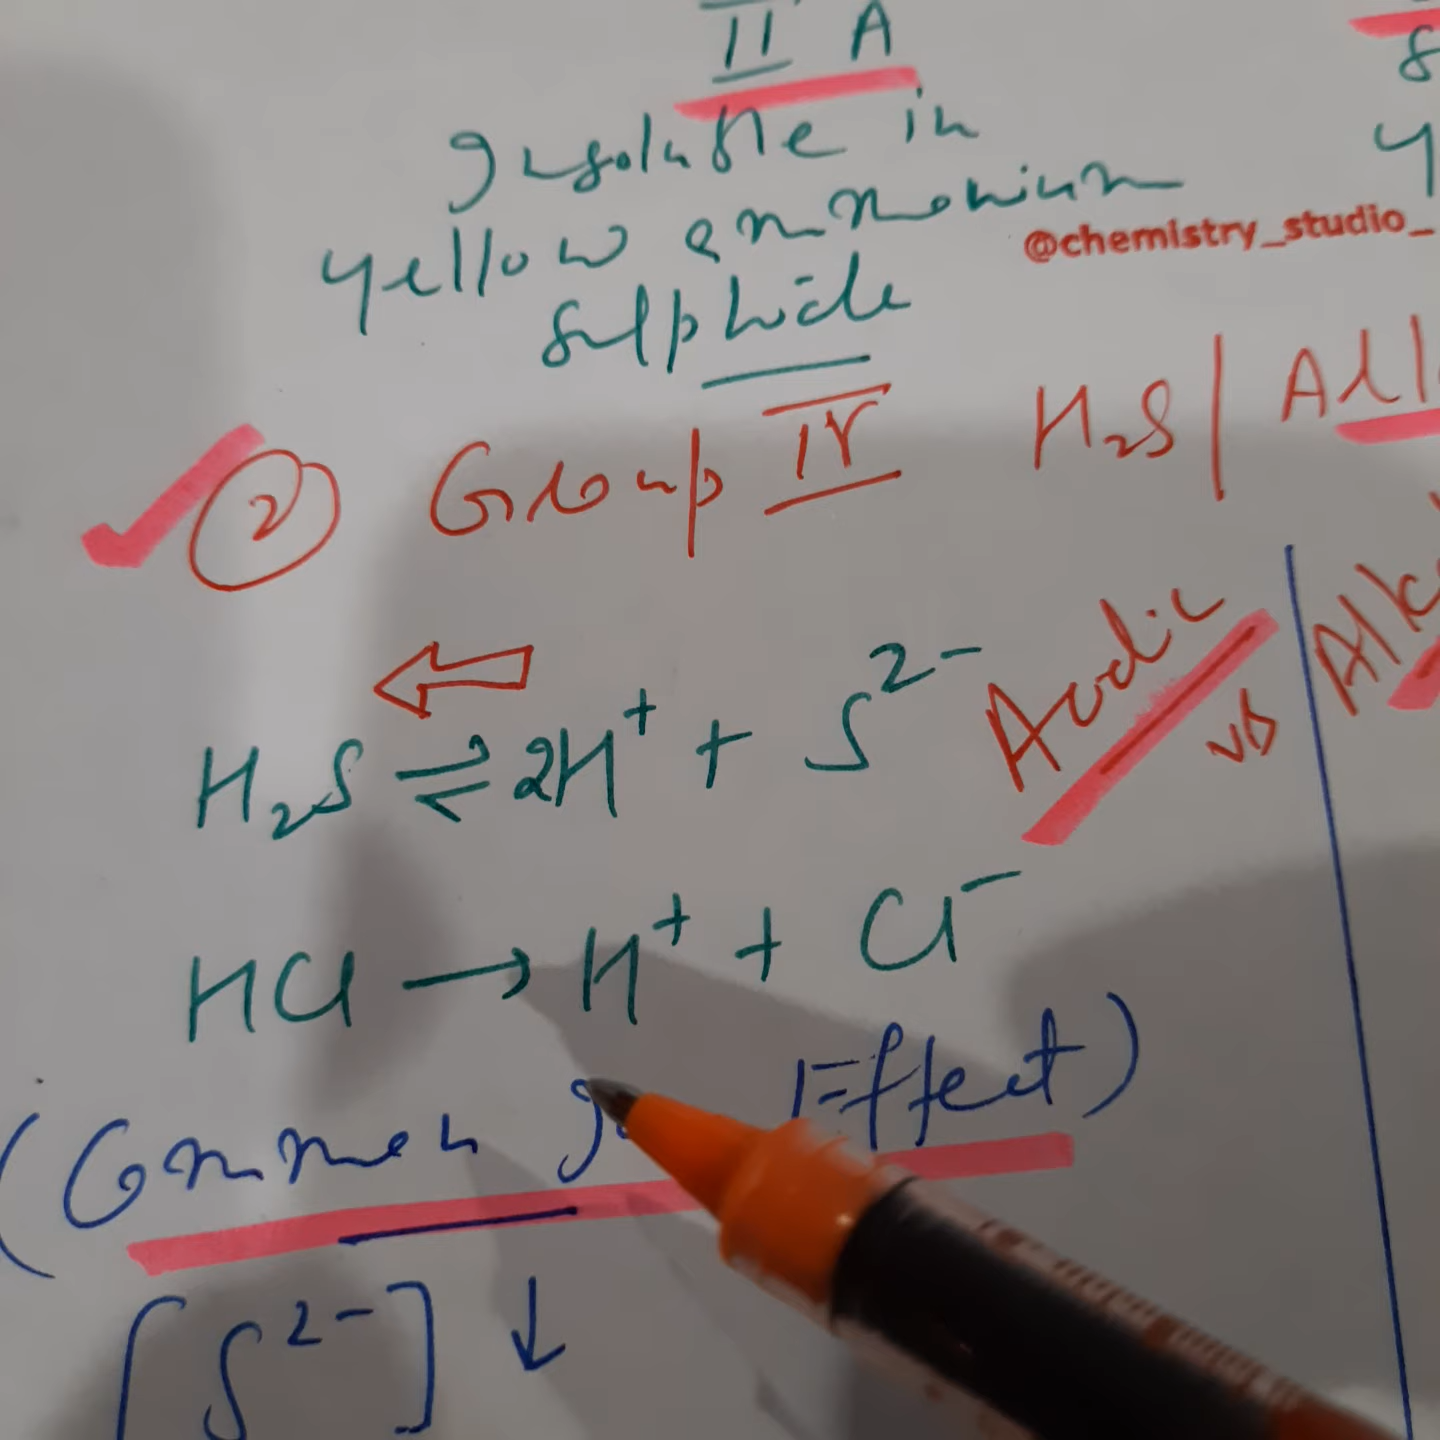 II A
Insoluble in
yellow ammonium
sulphide
@chemistry_studio_
② Group IV H2S |
H2S ⇌ 2H+ + S2-
Acidic
vs
HCl → H+ + Cl-
(Common Effect)
[S2-] ↓